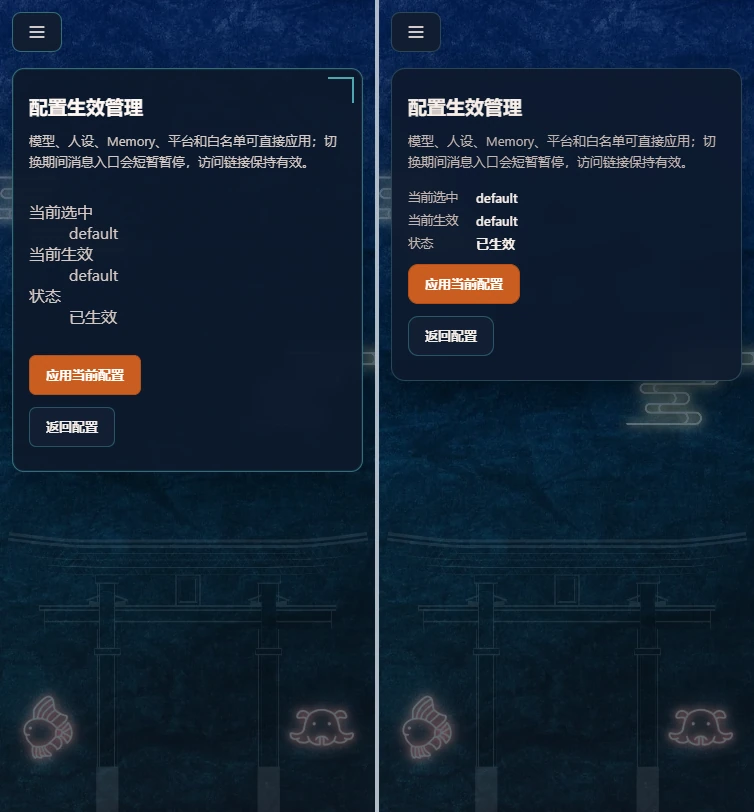 配置生效管理
模型、人设、Memory、平台和白名单可直接应用；切
换期间消息入口会短暂暂停，访问链接保持有效。
当前选中
default
当前生效
default
状态
已生效
应用当前配置
返回配置
配置生效管理
模型、人设、Memory、平台和白名单可直接应用；切
换期间消息入口会短暂暂停，访问链接保持有效。
当前选中 default
当前生效 default
状态 已生效
应用当前配置
返回配置